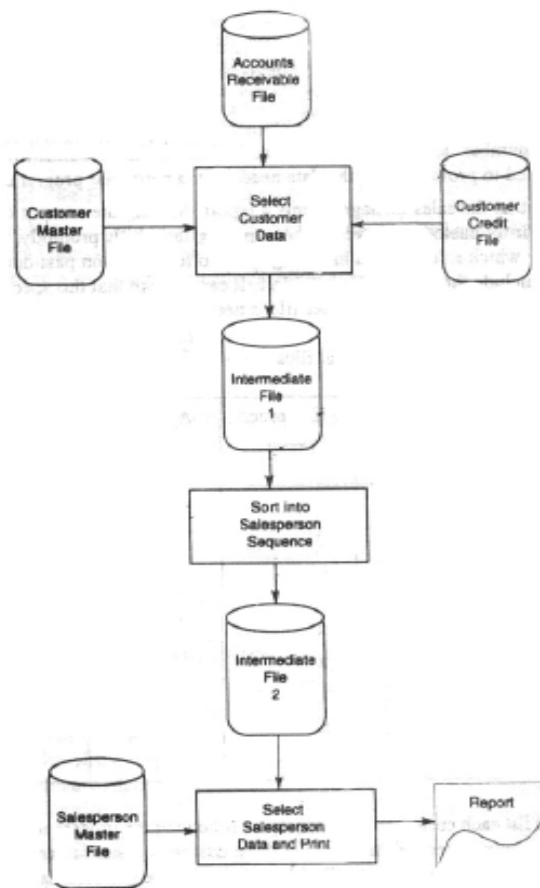 Accounts
Receivable
File
Customer
Master
File
Select
Customer
Data
Customer
Credit
File
Intermediate
File
1
Sort into
Salesperson
Sequence
Intermediate
File
2
Salesperson
Master
File
Select
Salesperson
Data and Print
Report